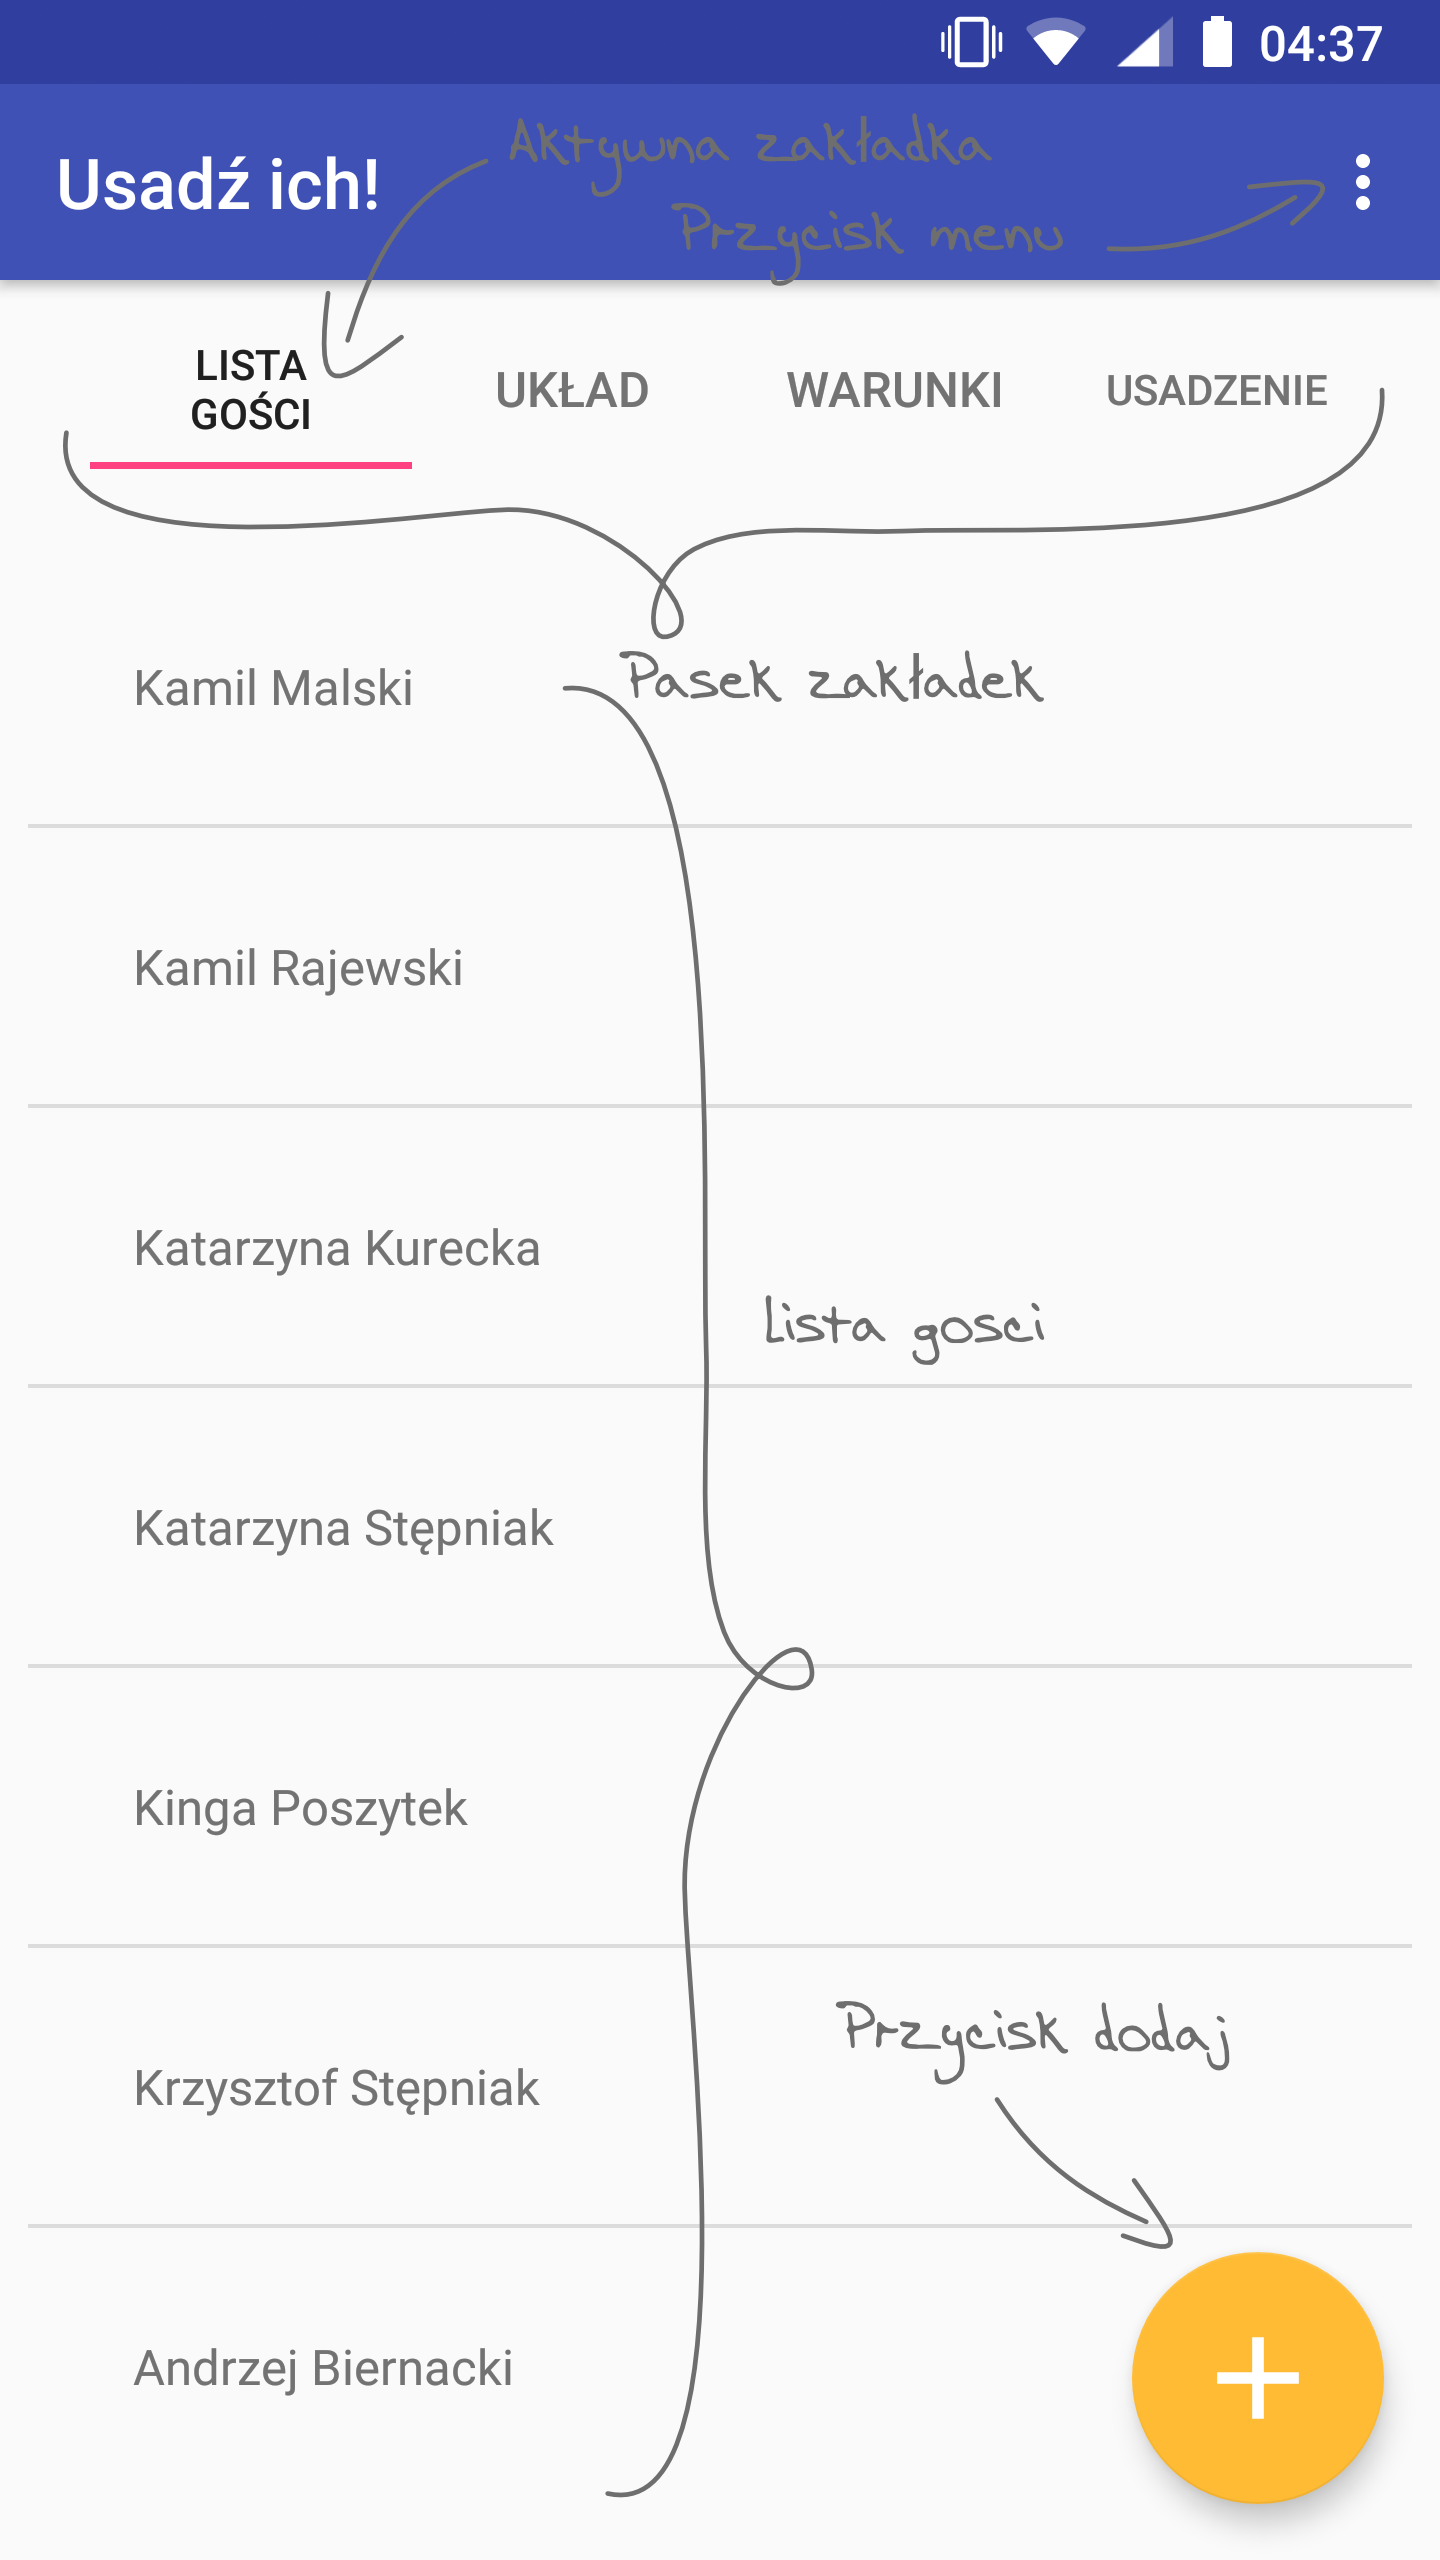 04:37
Usadź ich!
Aktywna zakładka
Przycisk menu
LISTA
GOŚCI
UKŁAD
WARUNKI
USADZENIE
Kamil Malski
Pasek zakładek
Kamil Rajewski
Katarzyna Kurecka
Lista gosci
Katarzyna Stępniak
Kinga Poszytek
Przycisk dodaj
Krzysztof Stępniak
Andrzej Biernacki